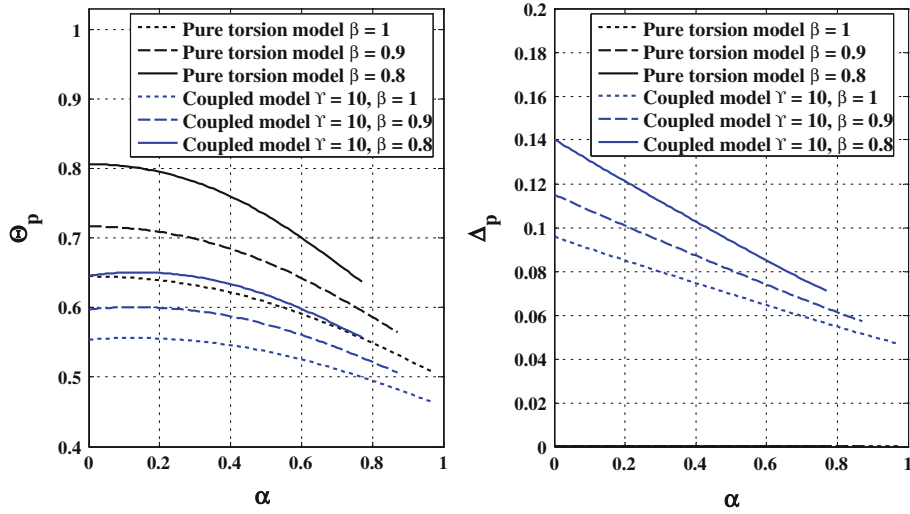 Pure torsion model β = 1
Pure torsion model β = 0.9
Pure torsion model β = 0.8
Coupled model ϒ = 10, β = 1
Coupled model ϒ = 10, β = 0.9
Coupled model ϒ = 10, β = 0.8
1
0.9
0.8
0.7
0.6
0.5
0.4
Θp
0
0.2
0.4
0.6
0.8
1
α
Pure torsion model β = 1
Pure torsion model β = 0.9
Pure torsion model β = 0.8
Coupled model ϒ = 10, β = 1
Coupled model ϒ = 10, β = 0.9
Coupled model ϒ = 10, β = 0.8
0.2
0.18
0.16
0.14
0.12
0.1
0.08
0.06
0.04
0.02
0
Δp
0
0.2
0.4
0.6
0.8
1
α